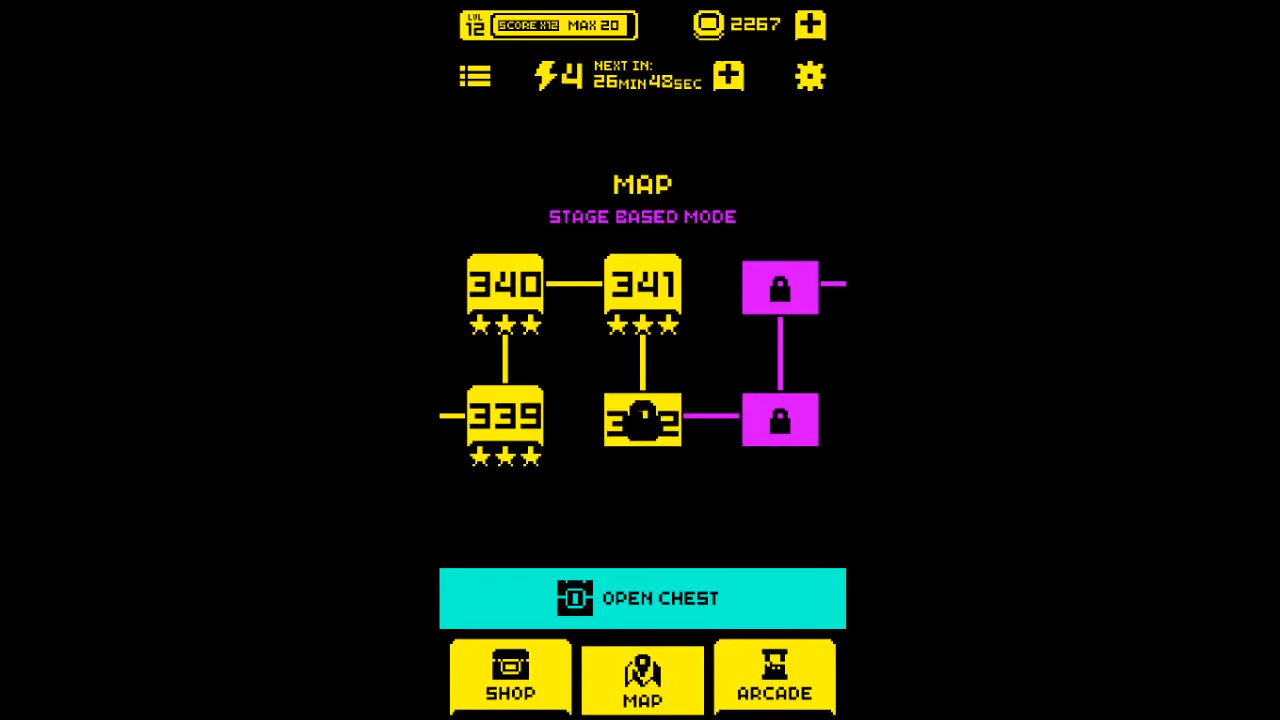 LVL 12 SCORE X12 MAX 20 2267
4 NEXT IN: 26MIN48SEC
MAP
STAGE BASED MODE
340 341
339
OPEN CHEST
SHOP MAP ARCADE